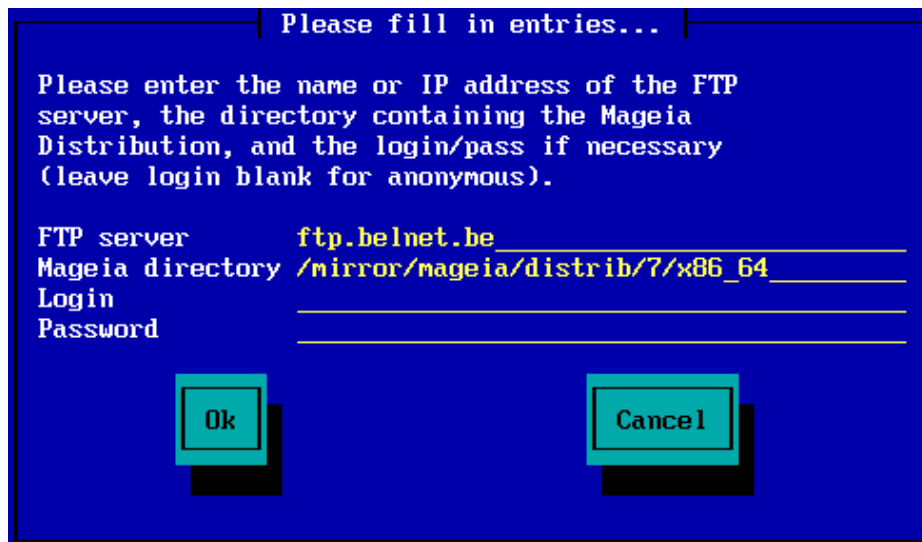 Please fill in entries...
Please enter the name or IP address of the FTP
server, the directory containing the Mageia
Distribution, and the login/pass if necessary
(leave login blank for anonymous).
FTP server ftp.belnet.be
Mageia directory /mirror/mageia/distrib/7/x86_64
Login
Password
Ok Cancel